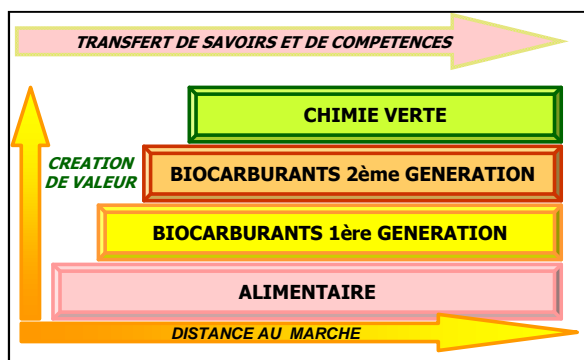 TRANSFERT DE SAVOIRS ET DE COMPETENCES
CHIMIE VERTE
CREATION
DE VALEUR
BIOCARBURANTS 2ème GENERATION
BIOCARBURANTS 1ère GENERATION
ALIMENTAIRE
DISTANCE AU MARCHE